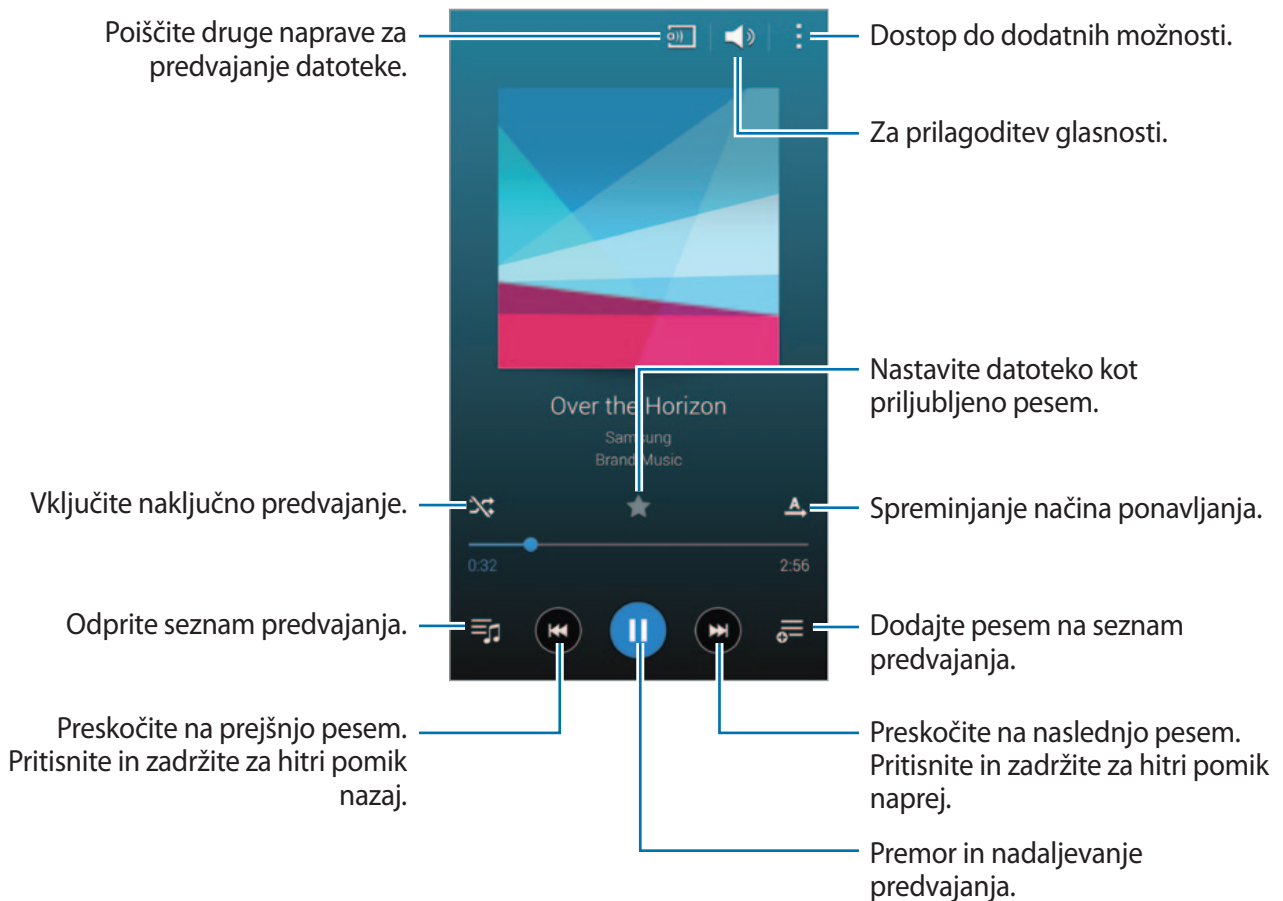 Poiščite druge naprave za
predvajanje datoteke.
Dostop do dodatnih možnosti.
Za prilagoditev glasnosti.
Nastavite datoteko kot
priljubljeno pesem.
Over the Horizon
Samsung
Brand Music
Vključite naključno predvajanje.
A
Spreminjanje načina ponavljanja.
0:32
2:56
Odprite seznam predvajanja.
Dodajte pesem na seznam
predvajanja.
Preskočite na prejšnjo pesem.
Pritisnite in zadržite za hitri pomik
nazaj.
Preskočite na naslednjo pesem.
Pritisnite in zadržite za hitri pomik
naprej.
Premor in nadaljevanje
predvajanja.